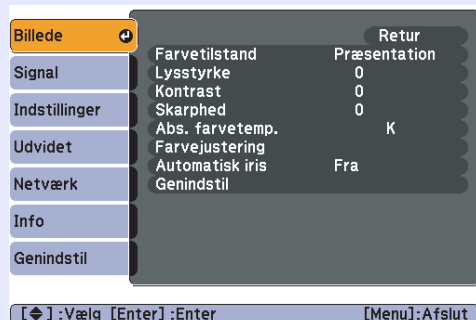 Billede
Signal
Indstillinger
Udvidet
Netværk
Info
Genindstil
Retur
Farvetilstand Præsentation
Lysstyrke 0
Kontrast 0
Skarphed 0
Abs. farvetemp. K
Farvejustering
Automatisk iris Fra
Genindstil
[◆] :Vælg [Enter] :Enter [Menu]:Afslut